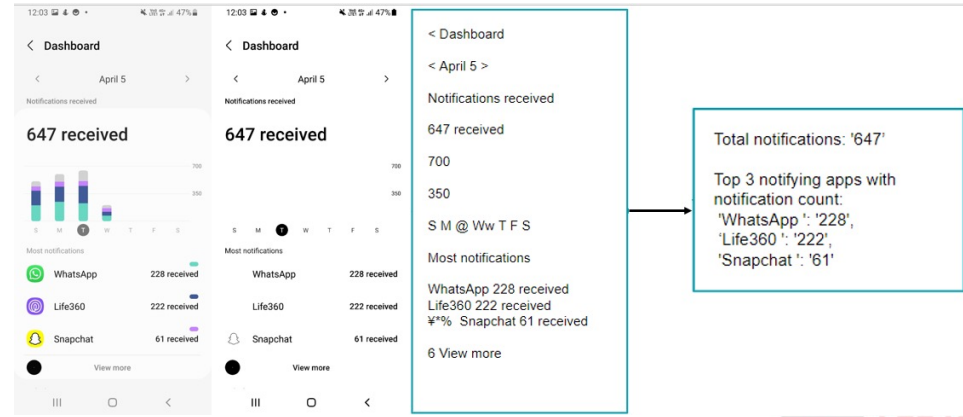 12:03 47%
< Dashboard
< April 5 >
Notifications received
647 received
700
350
S M T W T F S
Most notifications
WhatsApp 228 received
Life360 222 received
Snapchat 61 received
View more
12:03 47%
< Dashboard
< April 5 >
Notifications received
647 received
700
350
S M T W T F S
Most notifications
WhatsApp 228 received
Life360 222 received
Snapchat 61 received
View more
< Dashboard
< April 5 >
Notifications received
647 received
700
350
S M @ Ww T F S
Most notifications
WhatsApp 228 received
Life360 222 received
¥*% Snapchat 61 received
6 View more
Total notifications: '647'
Top 3 notifying apps with
notification count:
'WhatsApp ': '228',
'Life360 ': '222',
'Snapchat ': '61'